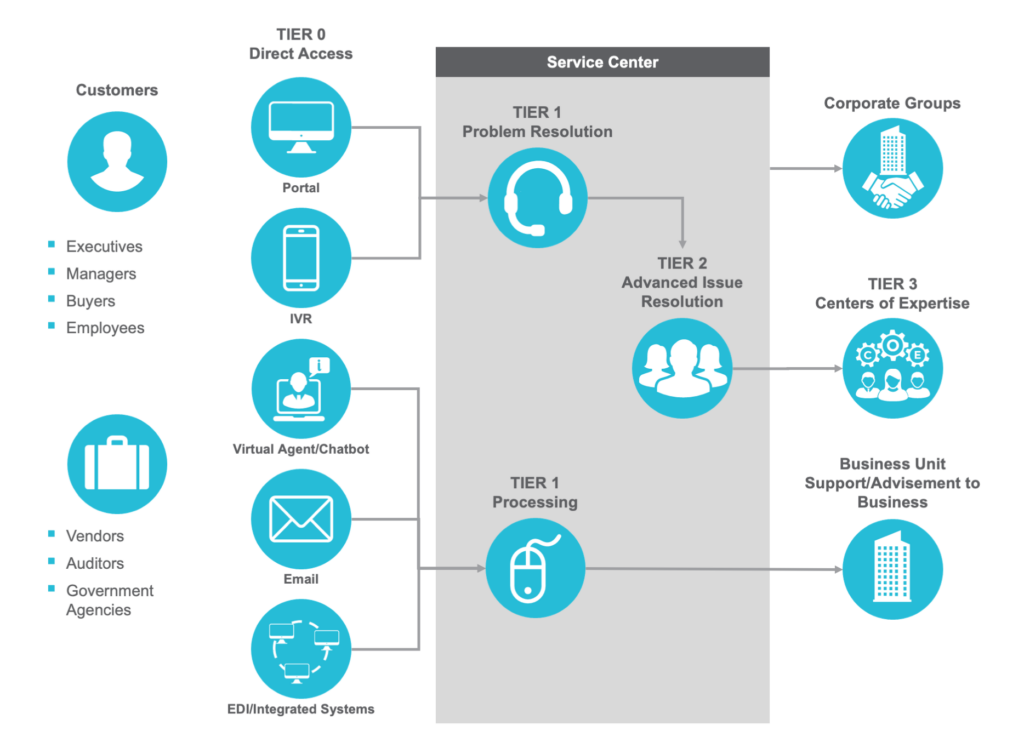 Customers
Executives
Managers
Buyers
Employees
Vendors
Auditors
Government
Agencies
TIER 0
Direct Access
Portal
IVR
i
Virtual Agent/Chatbot
Email
EDI/Integrated Systems
Service Center
TIER 1
Problem Resolution
TIER 2
Advanced Issue
Resolution
TIER 1
Processing
Corporate Groups
TIER 3
Centers of Expertise
C O E
Business Unit
Support/Advisement to
Business